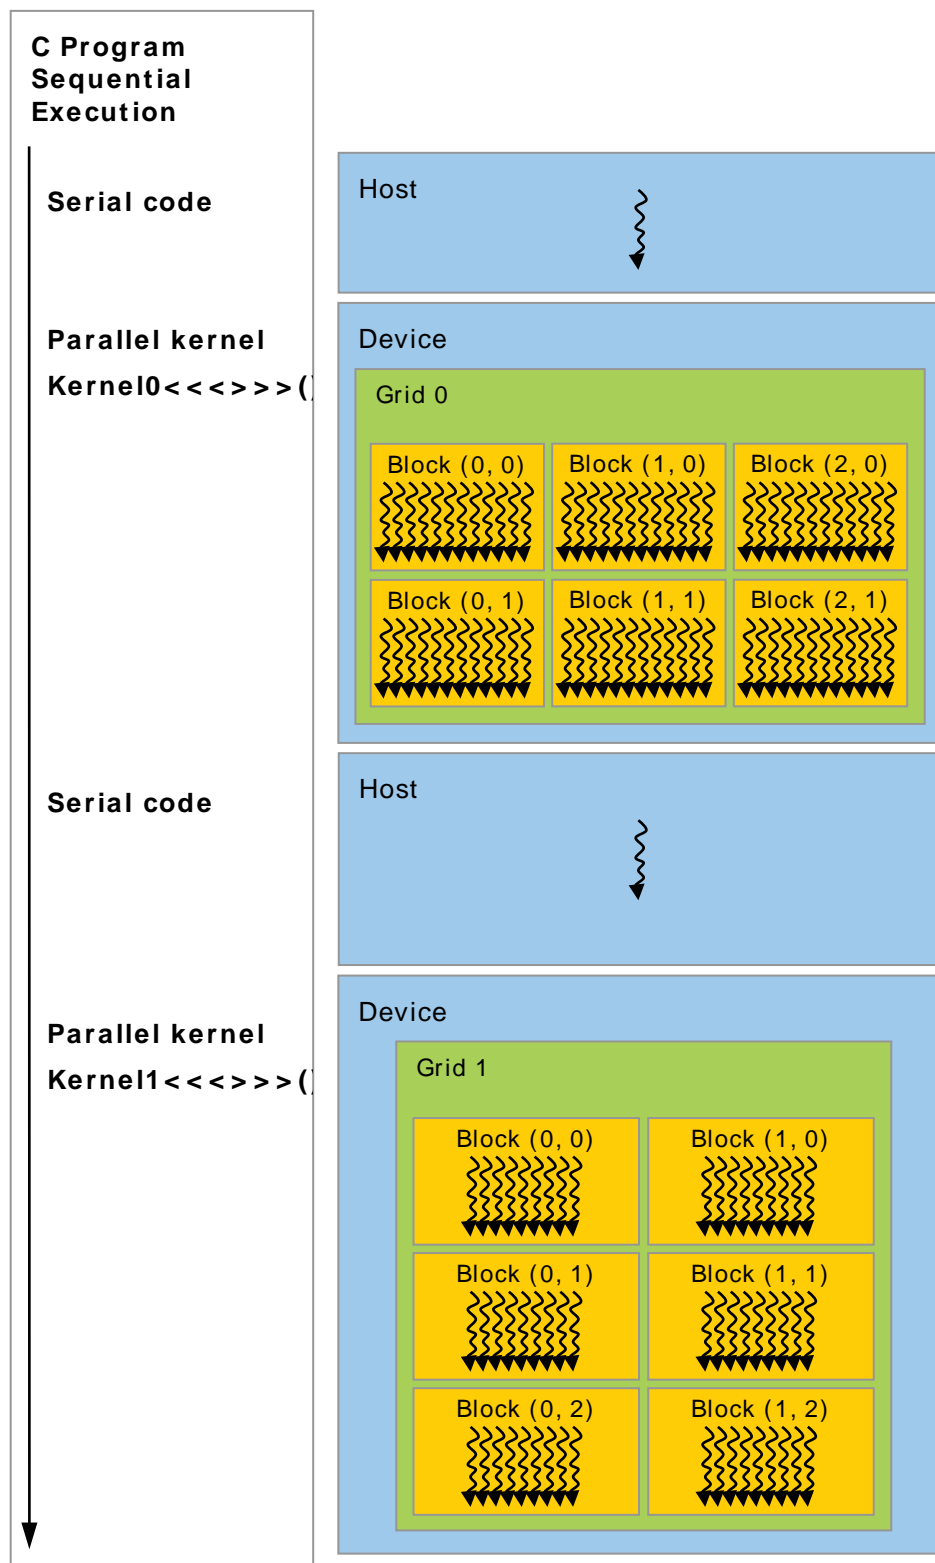 C Program
Sequential
Execution
Serial code
Host
Parallel kernel
Kernel0<<<>>>()
Device
Grid 0
Block (0, 0)
Block (1, 0)
Block (2, 0)
Block (0, 1)
Block (1, 1)
Block (2, 1)
Serial code
Host
Parallel kernel
Kernel1<<<>>>()
Device
Grid 1
Block (0, 0)
Block (1, 0)
Block (0, 1)
Block (1, 1)
Block (0, 2)
Block (1, 2)